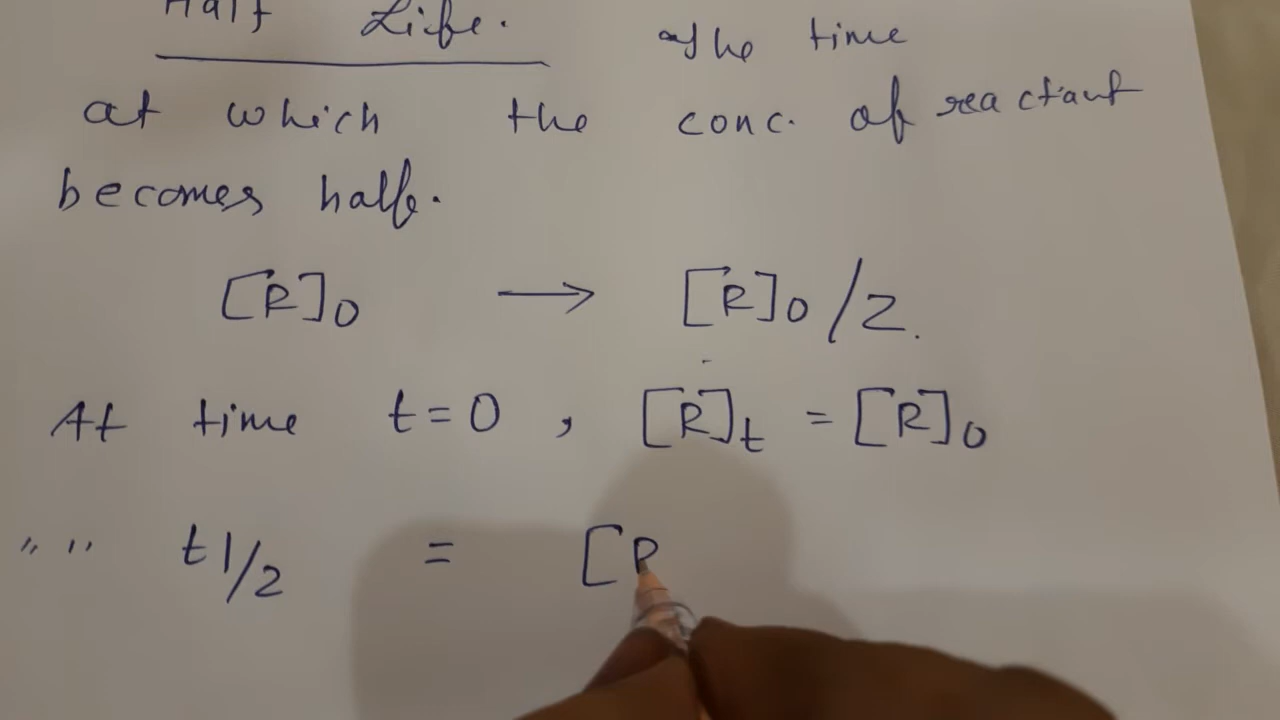 Half Life. The time
at which the conc. of reactant
becomes half.
[R]₀ → [R]₀/2.
At time t=0 , [R]t = [R]₀
" " t1/2 = [R